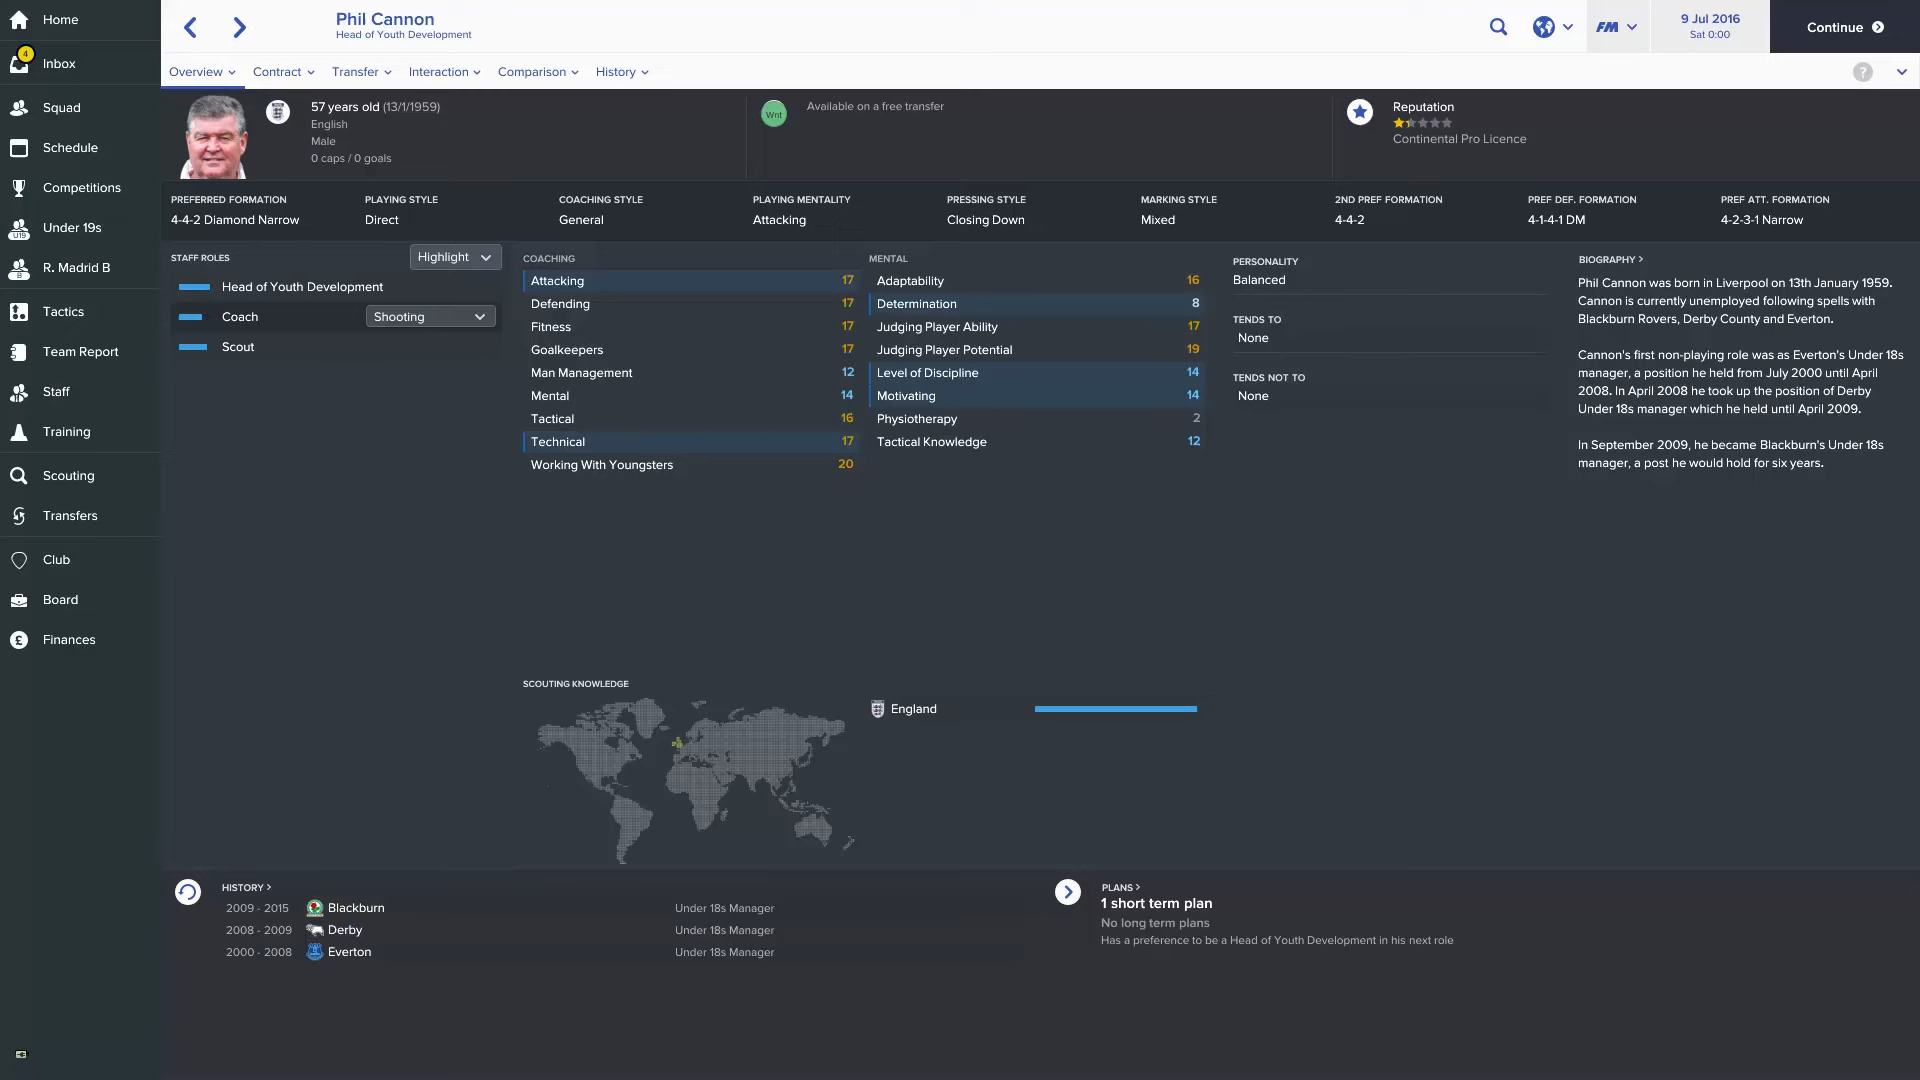 Home
4
Inbox
Squad
Schedule
Competitions
Under 19s
R. Madrid B
Tactics
Team Report
Staff
Training
Scouting
Transfers
Club
Board
Finances
Phil Cannon
Head of Youth Development
FM
9 Jul 2016
Sat 0:00
Continue
Overview
Contract
Transfer
Interaction
Comparison
History
?
57 years old (13/1/1959)
English
Male
0 caps / 0 goals
Wnt
Available on a free transfer
Reputation
Continental Pro Licence
PREFERRED FORMATION
4-4-2 Diamond Narrow
PLAYING STYLE
Direct
COACHING STYLE
General
PLAYING MENTALITY
Attacking
PRESSING STYLE
Closing Down
MARKING STYLE
Mixed
2ND PREF FORMATION
4-4-2
PREF DEF. FORMATION
4-1-4-1 DM
PREF ATT. FORMATION
4-2-3-1 Narrow
STAFF ROLES
Highlight
Head of Youth Development
Coach Shooting
Scout
COACHING
Attacking 17
Defending 17
Fitness 17
Goalkeepers 17
Man Management 12
Mental 14
Tactical 16
Technical 17
Working With Youngsters 20
MENTAL
Adaptability 16
Determination 8
Judging Player Ability 17
Judging Player Potential 19
Level of Discipline 14
Motivating 14
Physiotherapy 2
Tactical Knowledge 12
PERSONALITY
Balanced
TENDS TO
None
TENDS NOT TO
None
BIOGRAPHY >
Phil Cannon was born in Liverpool on 13th January 1959.
Cannon is currently unemployed following spells with
Blackburn Rovers, Derby County and Everton.
Cannon's first non-playing role was as Everton's Under 18s
manager, a position he held from July 2000 until April
2008. In April 2008 he took up the position of Derby
Under 18s manager which he held until April 2009.
In September 2009, he became Blackburn's Under 18s
manager, a post he would hold for six years.
SCOUTING KNOWLEDGE
England
HISTORY >
2009 - 2015 Blackburn Under 18s Manager
2008 - 2009 Derby Under 18s Manager
2000 - 2008 Everton Under 18s Manager
PLANS >
1 short term plan
No long term plans
Has a preference to be a Head of Youth Development in his next role